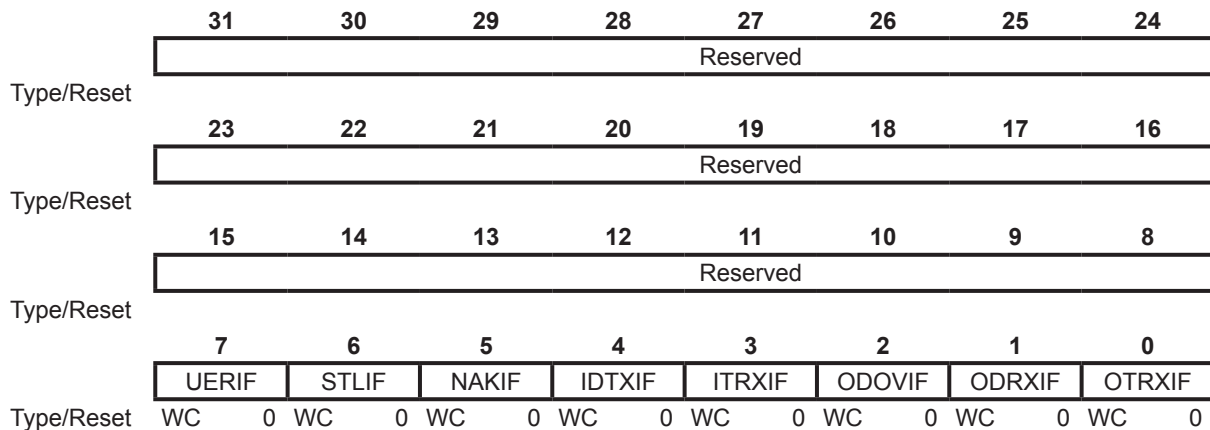 31 30 29 28 27 26 25 24
Reserved
Type/Reset
23 22 21 20 19 18 17 16
Reserved
Type/Reset
15 14 13 12 11 10 9 8
Reserved
Type/Reset
7 6 5 4 3 2 1 0
UERIF STLIF NAKIF IDTXIF ITRXIF ODOVIF ODRXIF OTRXIF
Type/Reset WC 0 WC 0 WC 0 WC 0 WC 0 WC 0 WC 0 WC 0